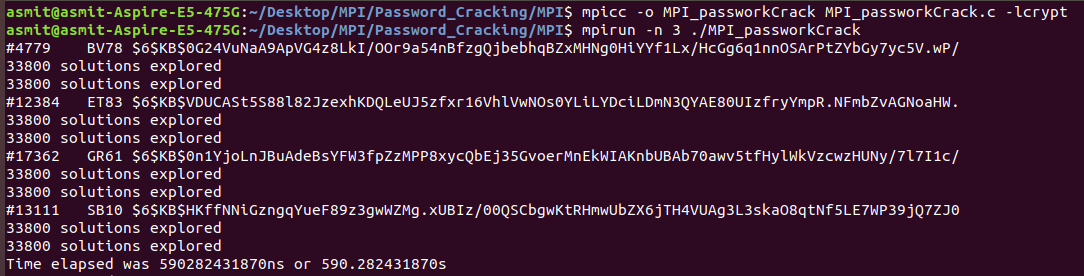 asmit@asmit-Aspire-E5-475G:~/Desktop/MPI/Password_Cracking/MPI$ mpicc -o MPI_passworkCrack MPI_passworkCrack.c -lcrypt
asmit@asmit-Aspire-E5-475G:~/Desktop/MPI/Password_Cracking/MPI$ mpirun -n 3 ./MPI_passworkCrack
#4779 BV78 $6$KB$0G24VuNaA9ApVG4z8LkI/OOr9a54nBfzgQjbebhqBZxMHNg0HiYYf1Lx/HcGg6q1nnOSArPtZYbGy7yc5V.wP/
33800 solutions explored
33800 solutions explored
#12384 ET83 $6$KB$VDUCASt5S88l82JzexhKDQLeUJ5zfxr16VhlVwNOs0YLiLYDciLDmN3QYAE80UIzfryYmpR.NFmbZvAGNoaHW.
33800 solutions explored
33800 solutions explored
#17362 GR61 $6$KB$0n1YjoLnJBuAdeBsYFW3fpZzMPP8xycQbEj35GvoerMnEkWIAKnbUBAb70awv5tfHylWkVzcwzHUNy/7l7I1c/
33800 solutions explored
33800 solutions explored
#13111 SB10 $6$KB$HKffNNiGzngqYueF89z3gwWZMg.xUBIz/00QSCbgwKtRHmwUbZX6jTH4VUAg3L3skaO8qtNf5LE7WP39jQ7ZJ0
33800 solutions explored
33800 solutions explored
Time elapsed was 590282431870ns or 590.282431870s